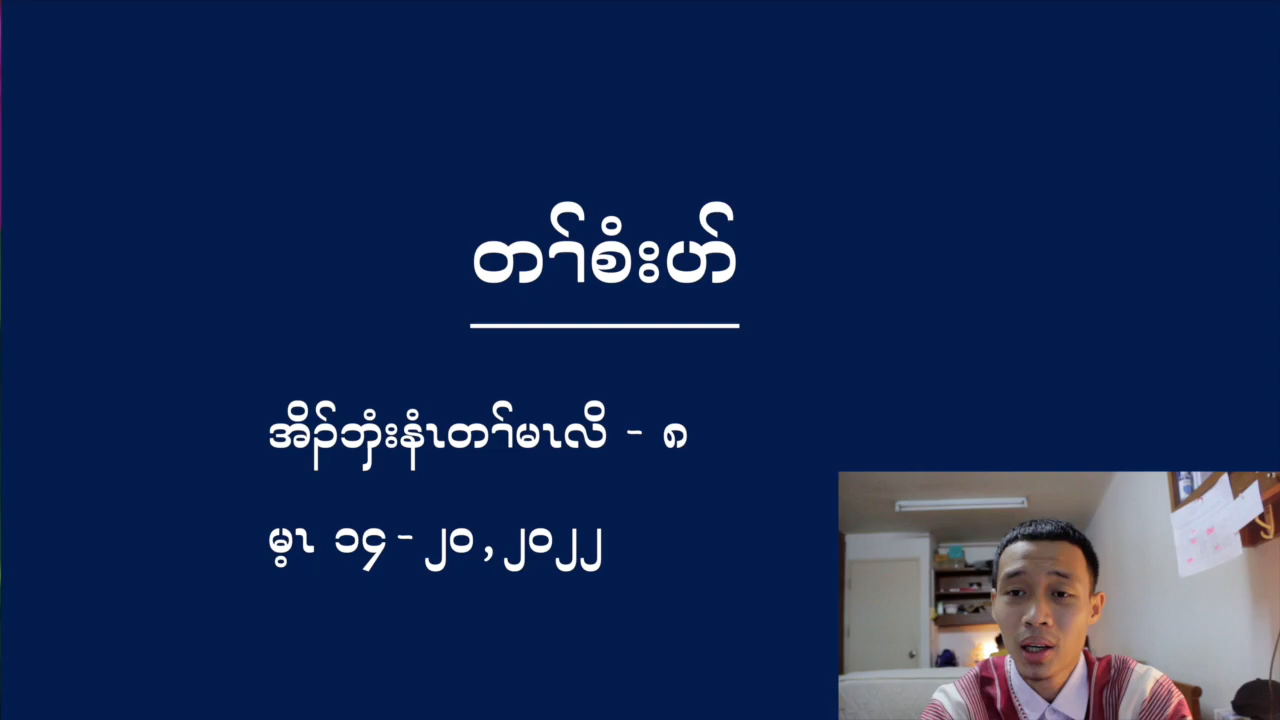 တၢ်စံးဟ်
အိၣ်ဘှံးနံၤတၢ်မၤလိ - ၈
မ့ၤ ၁၄ - ၂၀ , ၂၀၂၂